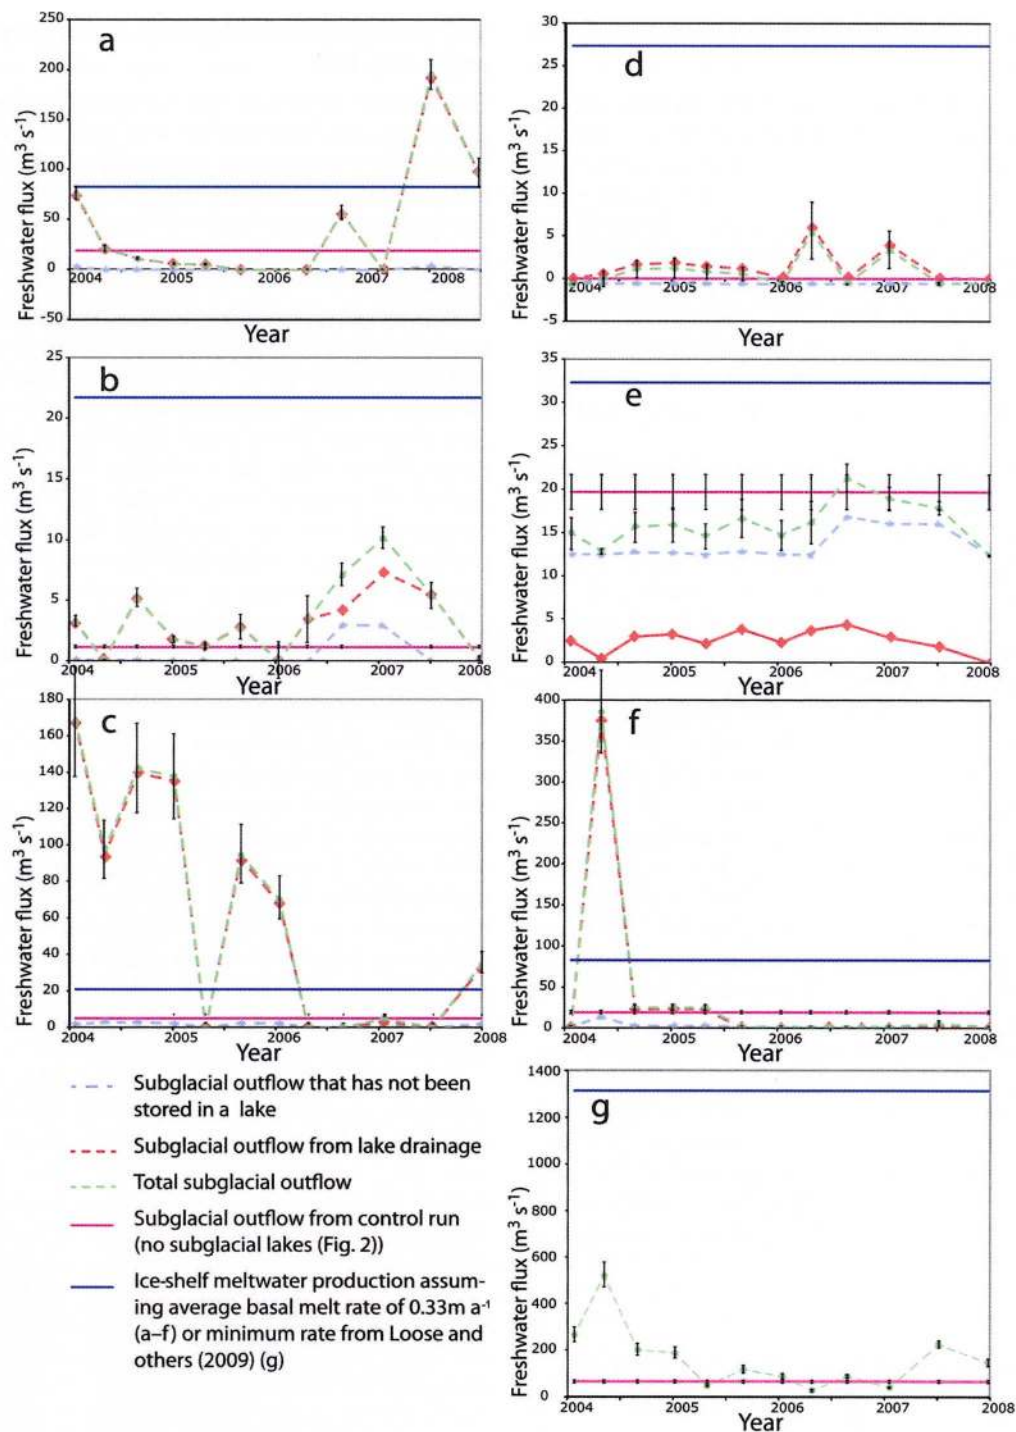 a
250
200
150
100
50
0
-50
Freshwater flux (m³ s⁻¹)
2004 2005 2006 2007 2008
Year
d
30
25
20
15
10
5
0
-5
Freshwater flux (m³ s⁻¹)
2004 2005 2006 2007 2008
Year
b
25
20
15
10
5
0
Freshwater flux (m³ s⁻¹)
2004 2005 2006 2007 2008
Year
e
35
30
25
20
15
10
5
0
Freshwater flux (m³ s⁻¹)
2004 2005 2006 2007 2008
Year
c
180
160
140
120
100
80
60
40
20
0
Freshwater flux (m³ s⁻¹)
2004 2005 2006 2007 2008
Year
f
400
350
300
250
200
150
100
50
0
Freshwater flux (m³ s⁻¹)
2004 2005 2006 2007 2008
Year
Subglacial outflow that has not been
stored in a lake
Subglacial outflow from lake drainage
Total subglacial outflow
Subglacial outflow from control run
(no subglacial lakes (Fig. 2))
Ice-shelf meltwater production assum-
ing average basal melt rate of 0.33m a⁻¹
(a–f) or minimum rate from Loose and
others (2009) (g)
g
1400
1200
1000
800
600
400
200
0
Freshwater flux (m³ s⁻¹)
2004 2005 2006 2007 2008
Year